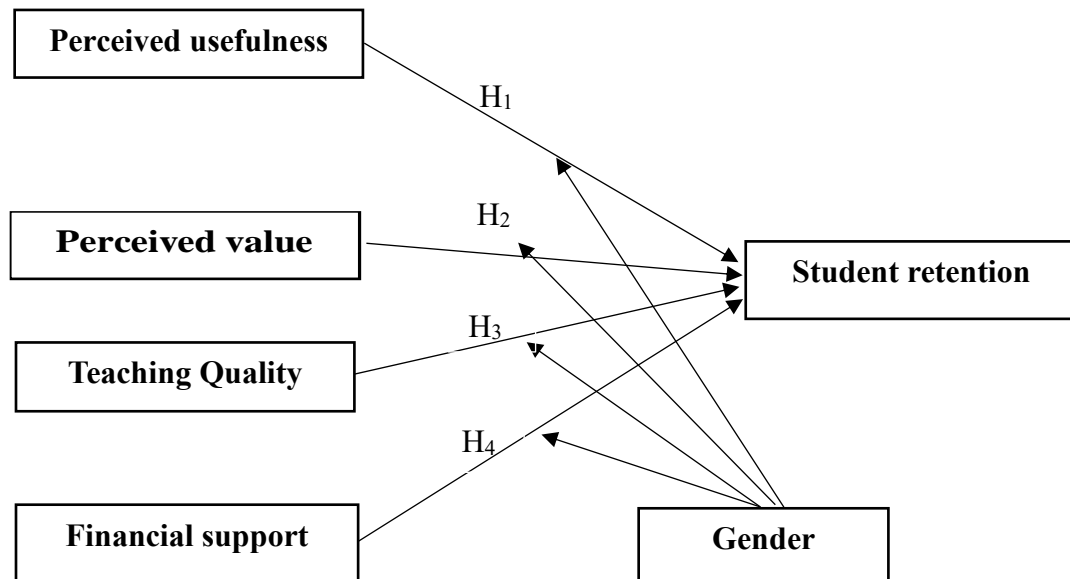 Perceived usefulness
H₁
Perceived value
H₂
Student retention
H₃
Teaching Quality
H₄
Financial support
Gender